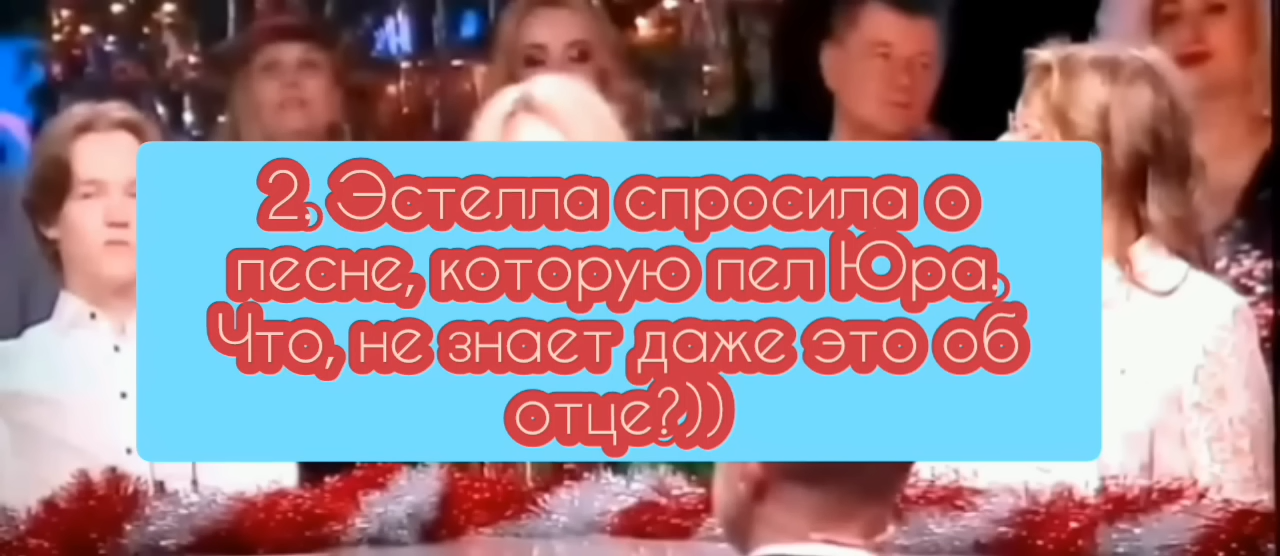 2. Эстелла спросила о
песне, которую пел Юра.
Что, не знает даже это об
отце?))